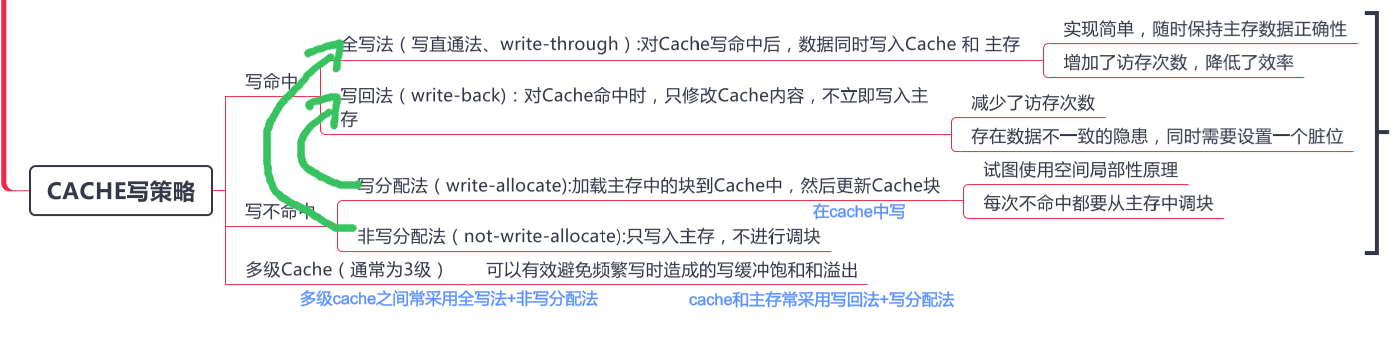 全写法（写直通法、write-through）:对Cache写命中后，数据同时写入Cache 和 主存
实现简单，随时保持主存数据正确性
增加了访存次数，降低了效率
写命中
写回法（write-back)：对Cache命中时，只修改Cache内容，不立即写入主
存
减少了访存次数
存在数据不一致的隐患，同时需要设置一个脏位
CACHE写策略
写分配法（write-allocate):加载主存中的块到Cache中，然后更新Cache块
在cache中写
试图使用空间局部性原理
每次不命中都要从主存中调块
写不命中
非写分配法（not-write-allocate):只写入主存，不进行调块
多级Cache（通常为3级）
可以有效避免频繁写时造成的写缓冲饱和和溢出
多级cache之间常采用全写法+非写分配法
cache和主存常采用写回法+写分配法